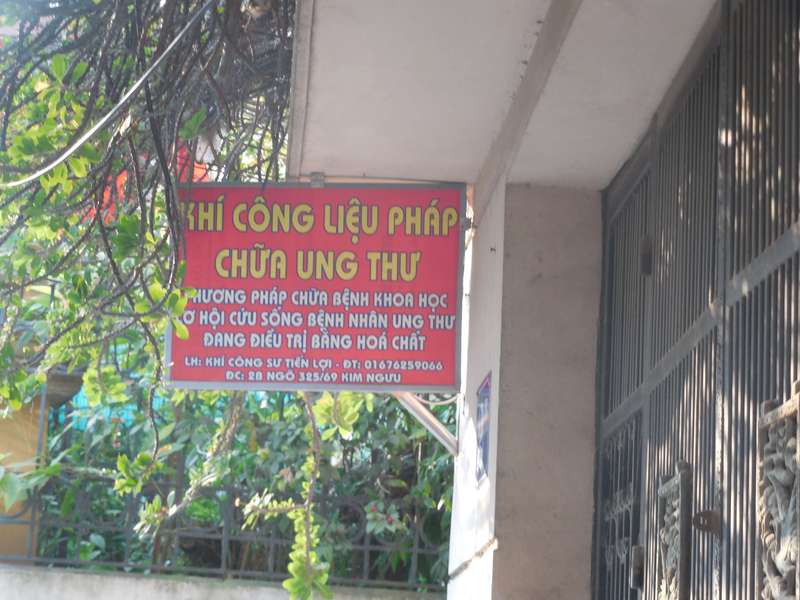 KHÍ CÔNG LIỆU PHÁP
CHỮA UNG THƯ
PHƯƠNG PHÁP CHỮA BỆNH KHOA HỌC
CƠ HỘI CỨU SỐNG BỆNH NHÂN UNG THƯ
ĐANG ĐIỀU TRỊ BẰNG HOÁ CHẤT
LH: KHÍ CÔNG SƯ TIẾN LỢI - ĐT: 01676259066
ĐC: 2B NGÕ 325/69 KIM NGƯU